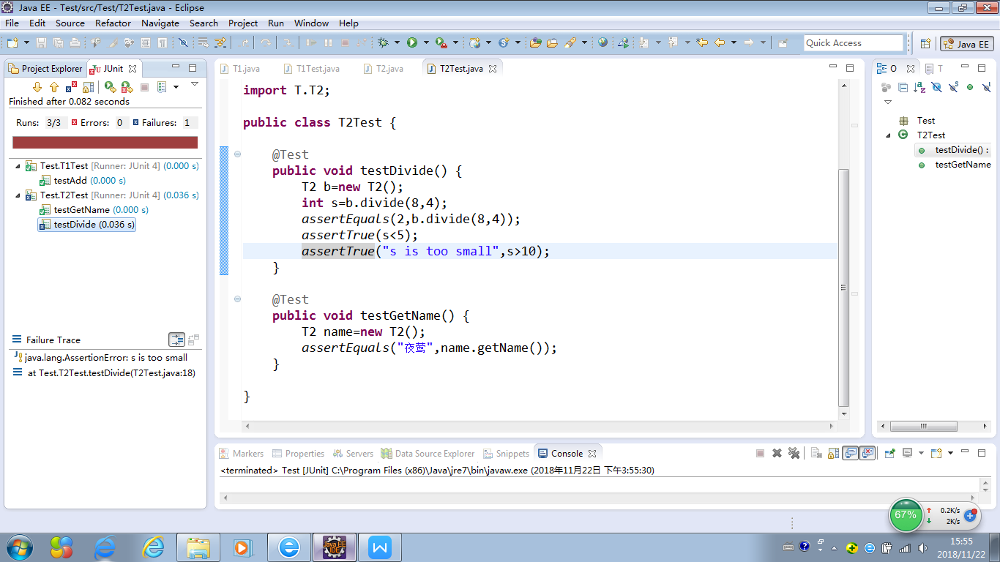 Java EE - Test/src/Test/T2Test.java - Eclipse
File Edit Source Refactor Navigate Search Project Run Window Help
Quick Access
Java EE
Project Explorer JUnit
Finished after 0.082 seconds
Runs: 3/3 Errors: 0 Failures: 1
Test.T1Test [Runner: JUnit 4] (0.000 s)
testAdd (0.000 s)
Test.T2Test [Runner: JUnit 4] (0.036 s)
testGetName (0.000 s)
testDivide (0.036 s)
Failure Trace
java.lang.AssertionError: s is too small
at Test.T2Test.testDivide(T2Test.java:18)
T1.java T1Test.java T2.java T2Test.java
import T.T2;
public class T2Test {
@Test
public void testDivide() {
T2 b=new T2();
int s=b.divide(8,4);
assertEquals(2,b.divide(8,4));
assertTrue(s<5);
assertTrue("s is too small",s>10);
}
@Test
public void testGetName() {
T2 name=new T2();
assertEquals("夜莺",name.getName());
}
}
O T
Test
T2Test
testDivide() :
testGetName
Markers Properties Servers Data Source Explorer Snippets Console
<terminated> Test [JUnit] C:\Program Files (x86)\Java\jre7\bin\javaw.exe (2018年11月22日 下午3:55:30)
67%
0.2K/s
2K/s
Java EE
IDE
W
15:55
2018/11/22